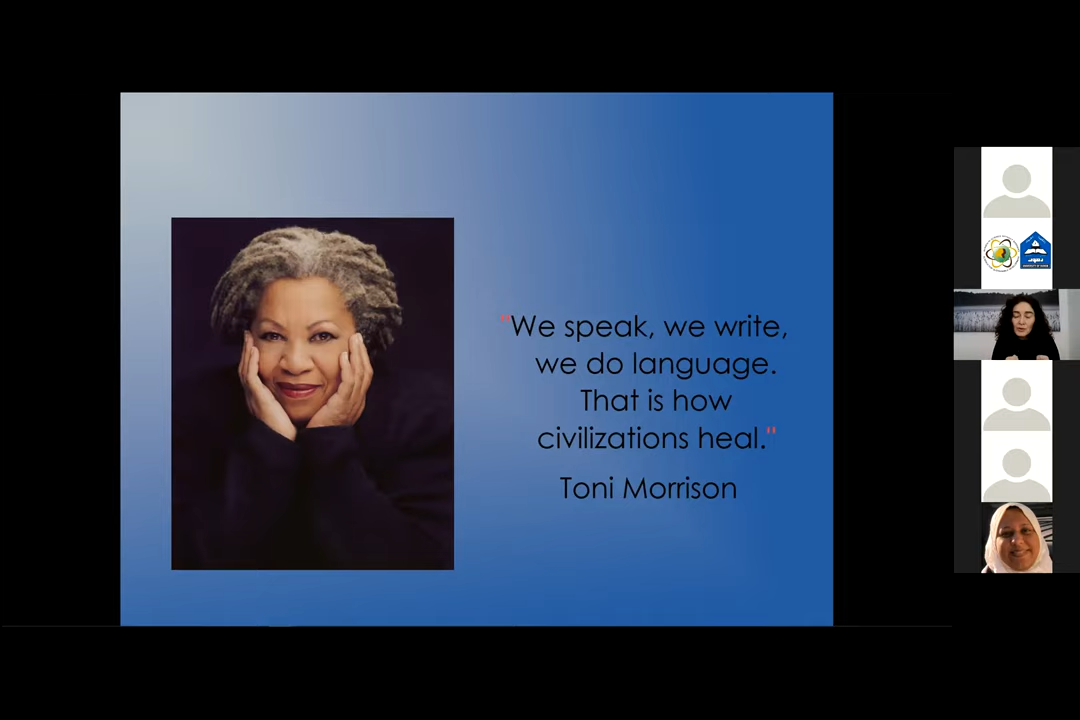 "We speak, we write,
we do language.
That is how
civilizations heal."
Toni Morrison